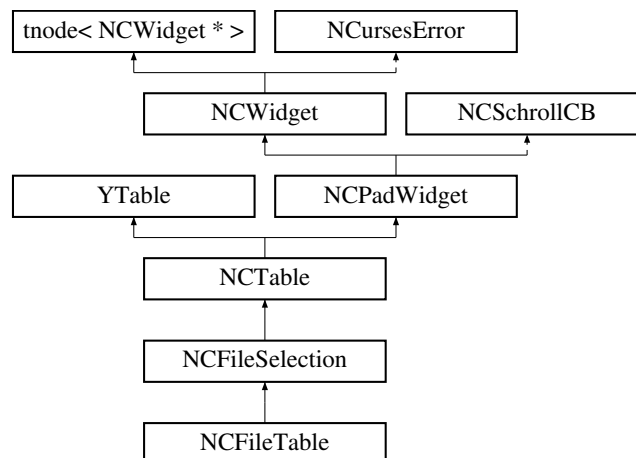 tnode< NCWidget * >
NCursesError
NCWidget
NCSchrollCB
YTable
NCPadWidget
NCTable
NCFileSelection
NCFileTable